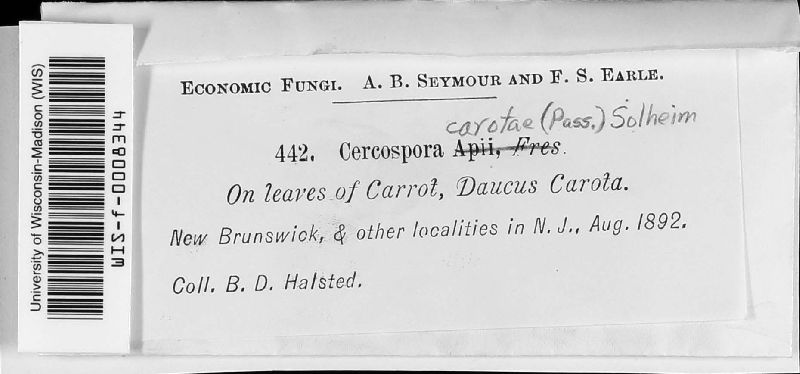 University of Wisconsin-Madison (WIS)
WIS-f-0008344
ECONOMIC FUNGI. A. B. SEYMOUR AND F. S. EARLE.
carotae (Pass.) Solheim
442. Cercospora Apii, Fres.
On leaves of Carrot, Daucus Carota.
New Brunswick, & other localities in N. J., Aug. 1892.
Coll. B. D. Halsted.